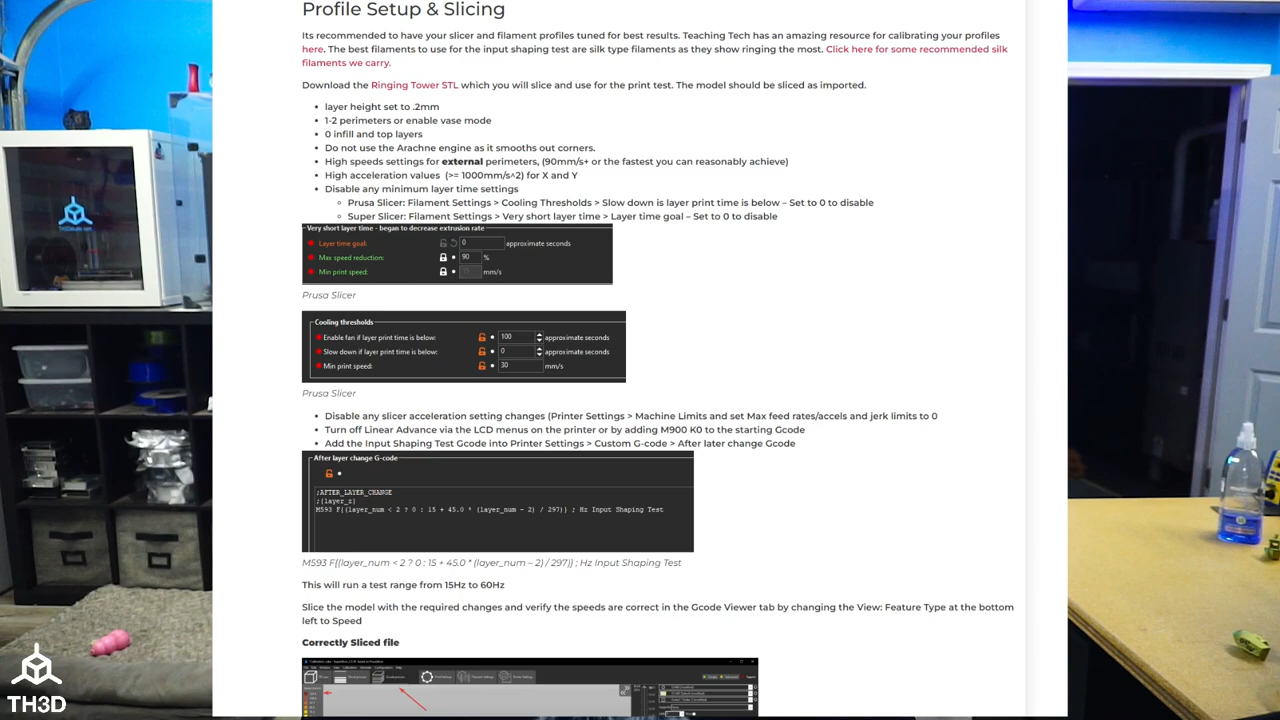 Profile Setup & Slicing
Its recommended to have your slicer and filament profiles tuned for best results. Teaching Tech has an amazing resource for calibrating your profiles
here. The best filaments to use for the input shaping test are silk type filaments as they show ringing the most. Click here for some recommended silk
filaments we carry.
Download the Ringing Tower STL which you will slice and use for the print test. The model should be sliced as imported.
layer height set to .2mm
1-2 perimeters or enable vase mode
0 infill and top layers
Do not use the Arachne engine as it smooths out corners.
High speeds settings for external perimeters, (90mm/s+ or the fastest you can reasonably achieve)
High acceleration values (>= 1000mm/s^2) for X and Y
Disable any minimum layer time settings
Prusa Slicer: Filament Settings > Cooling Thresholds > Slow down is layer print time is below – Set to 0 to disable
Super Slicer: Filament Settings > Very short layer time > Layer time goal – Set to 0 to disable
Very short layer time - began to decrease extrusion rate
Layer time goal: 0 approximate seconds
Max speed reduction: 90 %
Min print speed: 15 mm/s
Prusa Slicer
Cooling thresholds
Enable fan if layer print time is below: 100 approximate seconds
Slow down if layer print time is below: 0 approximate seconds
Min print speed: 30 mm/s
Prusa Slicer
Disable any slicer acceleration setting changes (Printer Settings > Machine Limits and set Max feed rates/accels and jerk limits to 0
Turn off Linear Advance via the LCD menus on the printer or by adding M900 K0 to the starting Gcode
Add the Input Shaping Test Gcode into Printer Settings > Custom G-code > After later change Gcode
After layer change G-code
;AFTER_LAYER_CHANGE
;{layer_z}
M593 F{(layer_num < 2 ? 0 : 15 + 45.0 * (layer_num - 2) / 297)} ; Hz Input Shaping Test
M593 F{(layer_num < 2 ? 0 : 15 + 45.0 * (layer_num – 2) / 297)} ; Hz Input Shaping Test
This will run a test range from 15Hz to 60Hz
Slice the model with the required changes and verify the speeds are correct in the Gcode Viewer tab by changing the View: Feature Type at the bottom
left to Speed
Correctly Sliced file
TH3D